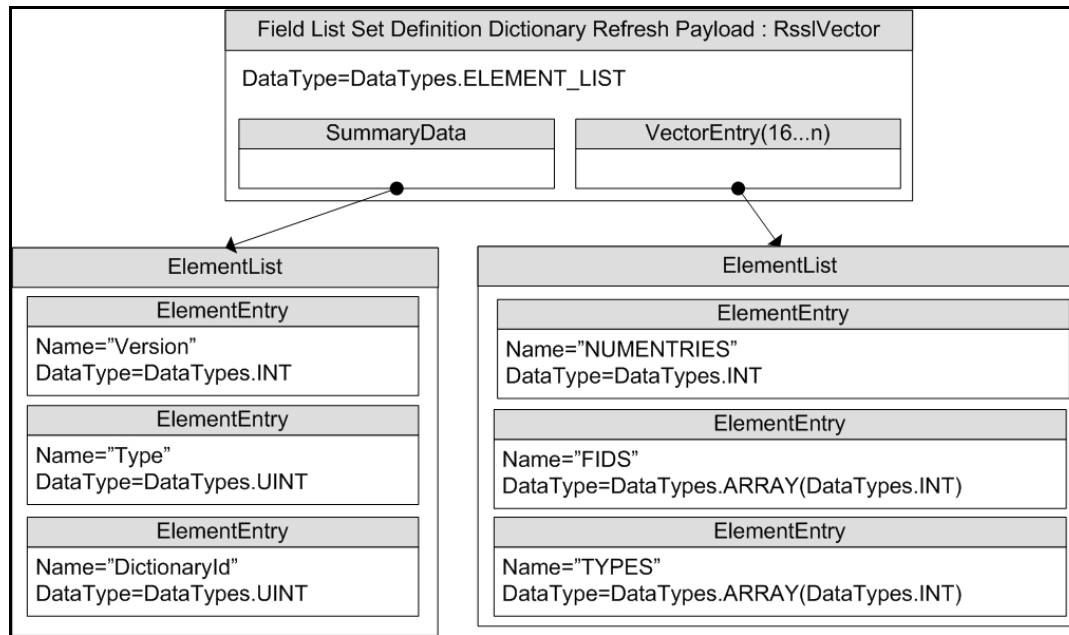 Field List Set Definition Dictionary Refresh Payload : RsslVector
DataType=DataTypes.ELEMENT_LIST
SummaryData
VectorEntry(16...n)
ElementList
ElementEntry
Name=”Version”
DataType=DataTypes.INT
ElementEntry
Name=”Type”
DataType=DataTypes.UINT
ElementEntry
Name=”DictionaryId”
DataType=DataTypes.UINT
ElementList
ElementEntry
Name=”NUMENTRIES”
DataType=DataTypes.INT
ElementEntry
Name=”FIDS”
DataType=DataTypes.ARRAY(DataTypes.INT)
ElementEntry
Name=”TYPES”
DataType=DataTypes.ARRAY(DataTypes.INT)